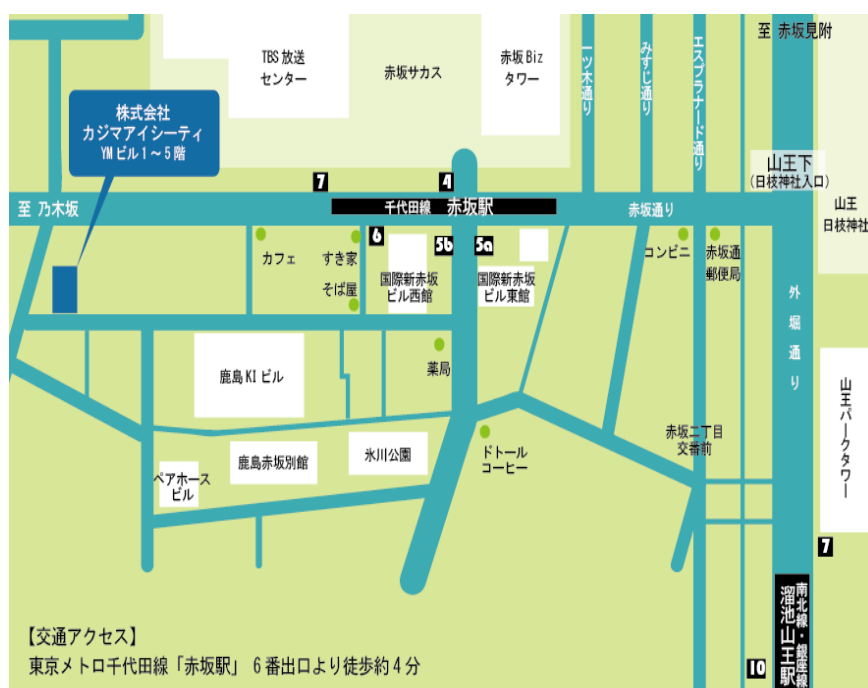 至 赤坂見附
TBS 放送
センター
赤坂サカス
赤坂Biz
タワー
一ツ木通り
みすじ通り
エスプラナード通り
株式会社
カジマアイシーティ
YM ビル 1 ～ 5 階
山王下
(日枝神社入口)
山王
日枝神社
7
4
至 乃木坂
千代田線 赤坂駅
赤坂通り
6
5b
5a
カフェ
すき家
そば屋
国際新赤坂
ビル西館
国際新赤坂
ビル東館
コンビニ
赤坂通
郵便局
外堀通り
鹿島 KI ビル
薬局
山王パークタワー
赤坂二丁目
交番前
ペアホース
ビル
鹿島赤坂別館
氷川公園
ドトール
コーヒー
7
南北線・銀座線
溜池山王駅
10
【交通アクセス】
東京メトロ千代田線「赤坂駅」 6 番出口より徒歩約 4 分